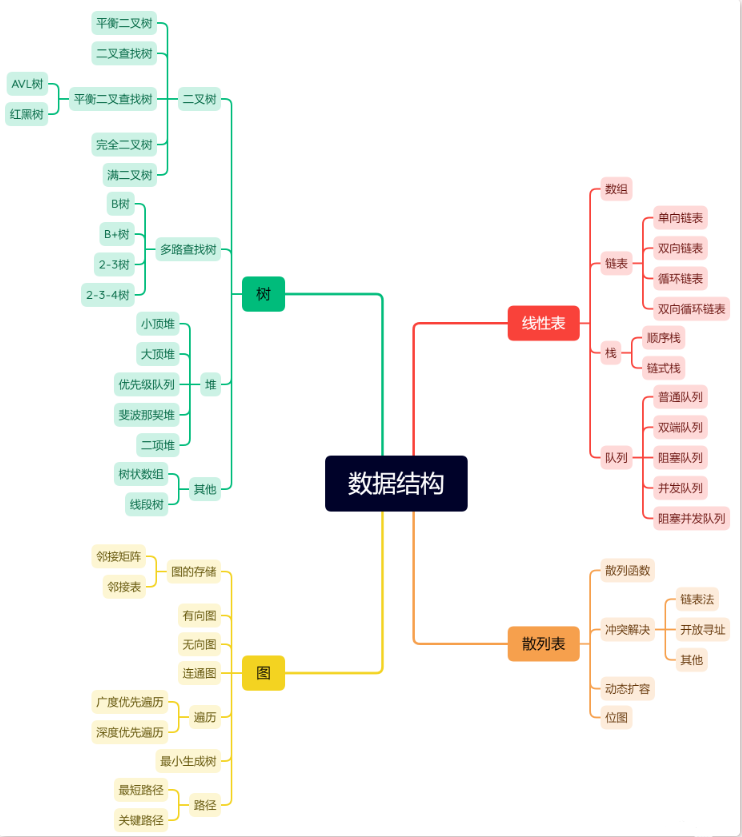 数据结构
线性表
数组
链表
单向链表
双向链表
循环链表
双向循环链表
栈
顺序栈
链式栈
队列
普通队列
双端队列
阻塞队列
并发队列
阻塞并发队列
散列表
散列函数
冲突解决
链表法
开放寻址
其他
动态扩容
位图
树
二叉树
平衡二叉树
二叉查找树
平衡二叉查找树
AVL树
红黑树
完全二叉树
满二叉树
多路查找树
B树
B+树
2-3树
2-3-4树
堆
小顶堆
大顶堆
优先级队列
斐波那契堆
二项堆
其他
树状数组
线段树
图
图的存储
邻接矩阵
邻接表
有向图
无向图
连通图
遍历
广度优先遍历
深度优先遍历
最小生成树
路径
最短路径
关键路径